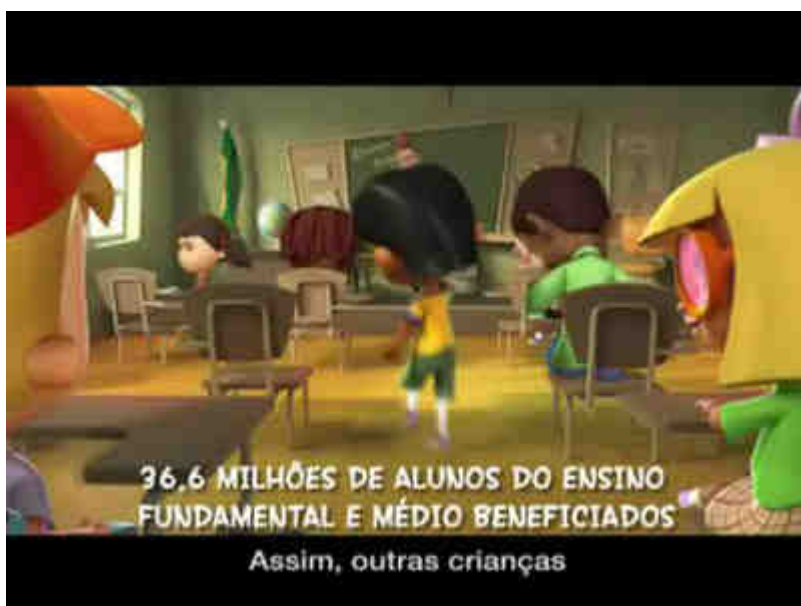 36,6 MILHÕES DE ALUNOS DO ENSINO
FUNDAMENTAL E MÉDIO BENEFICIADOS
Assim, outras crianças